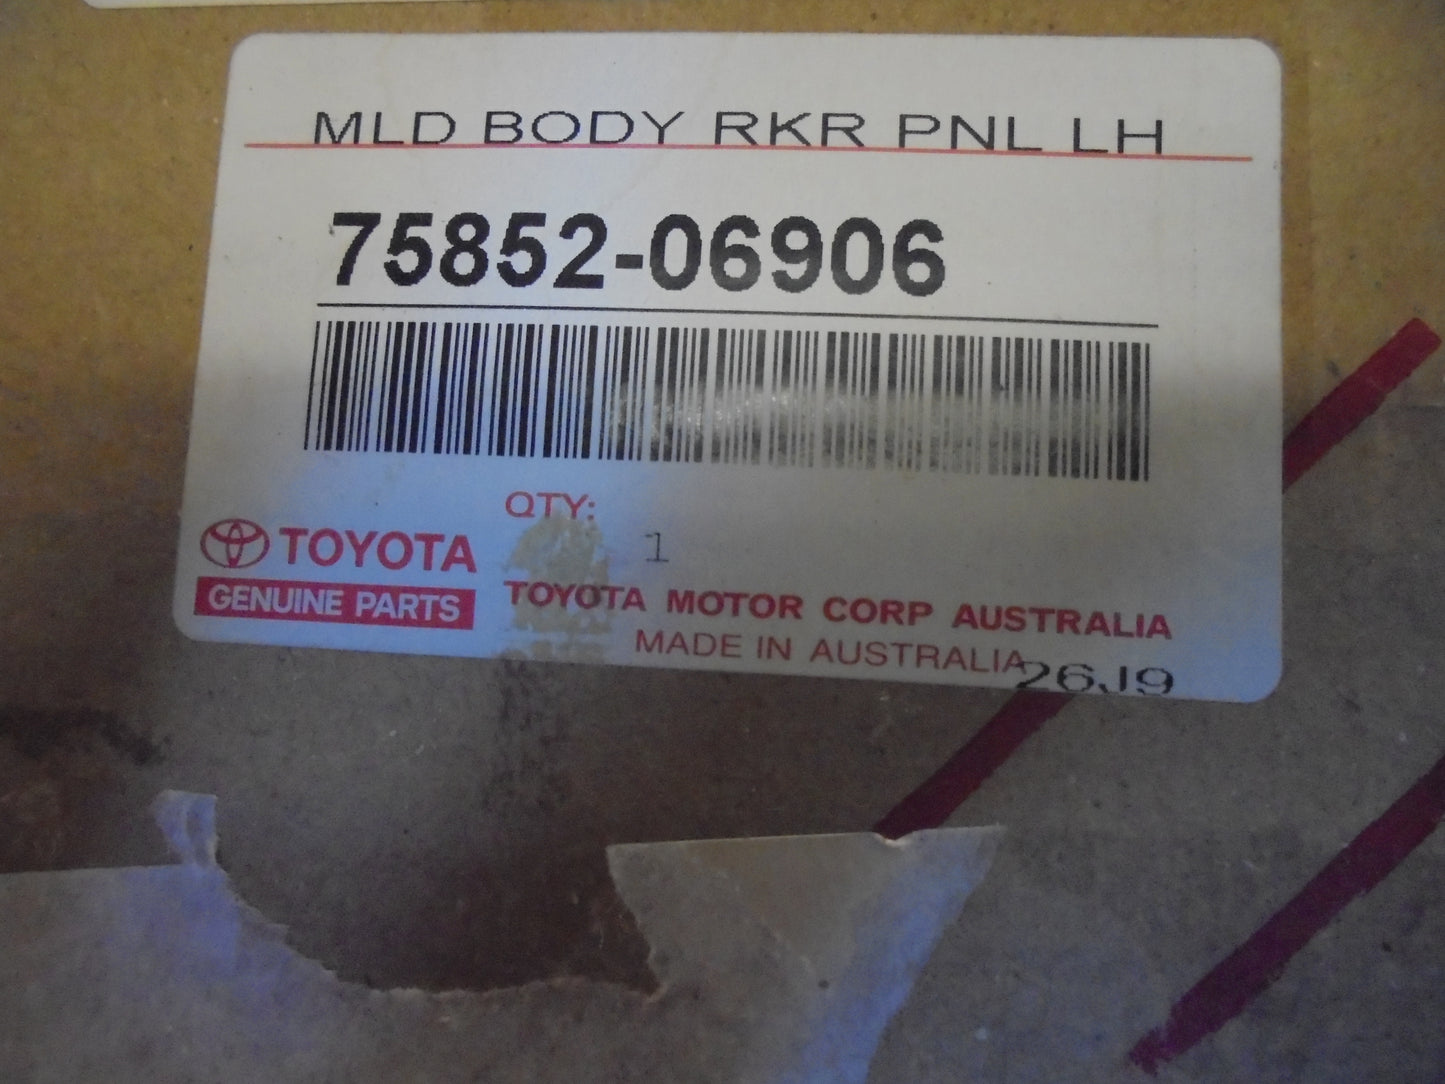 MLD BODY RKR PNL LH
75852-06906
QTY:
1
TOYOTA
GENUINE PARTS
TOYOTA MOTOR CORP AUSTRALIA
MADE IN AUSTRALIA
26J9